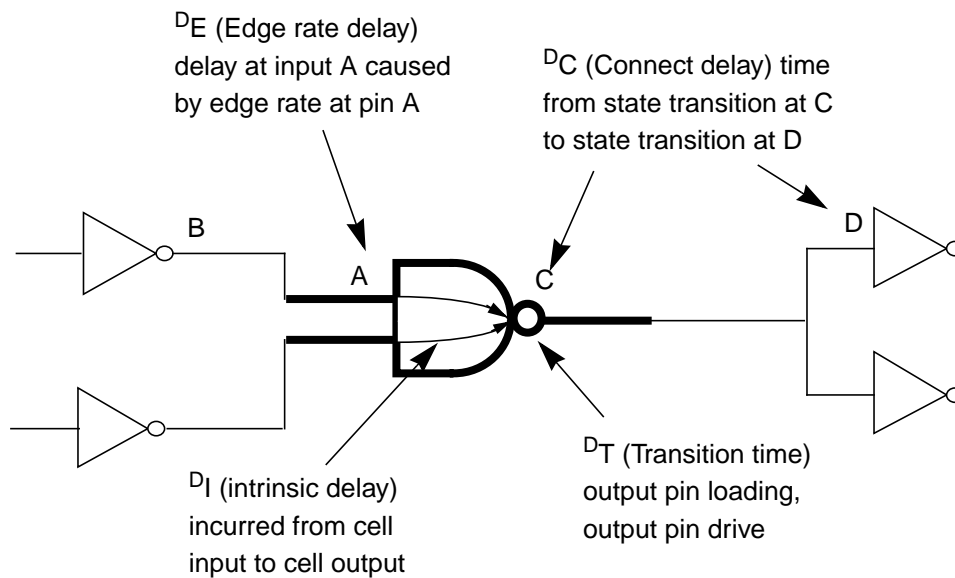 DE (Edge rate delay)
delay at input A caused
by edge rate at pin A
DC (Connect delay) time
from state transition at C
to state transition at D
B
A
C
D
DI (intrinsic delay)
incurred from cell
input to cell output
DT (Transition time)
output pin loading,
output pin drive